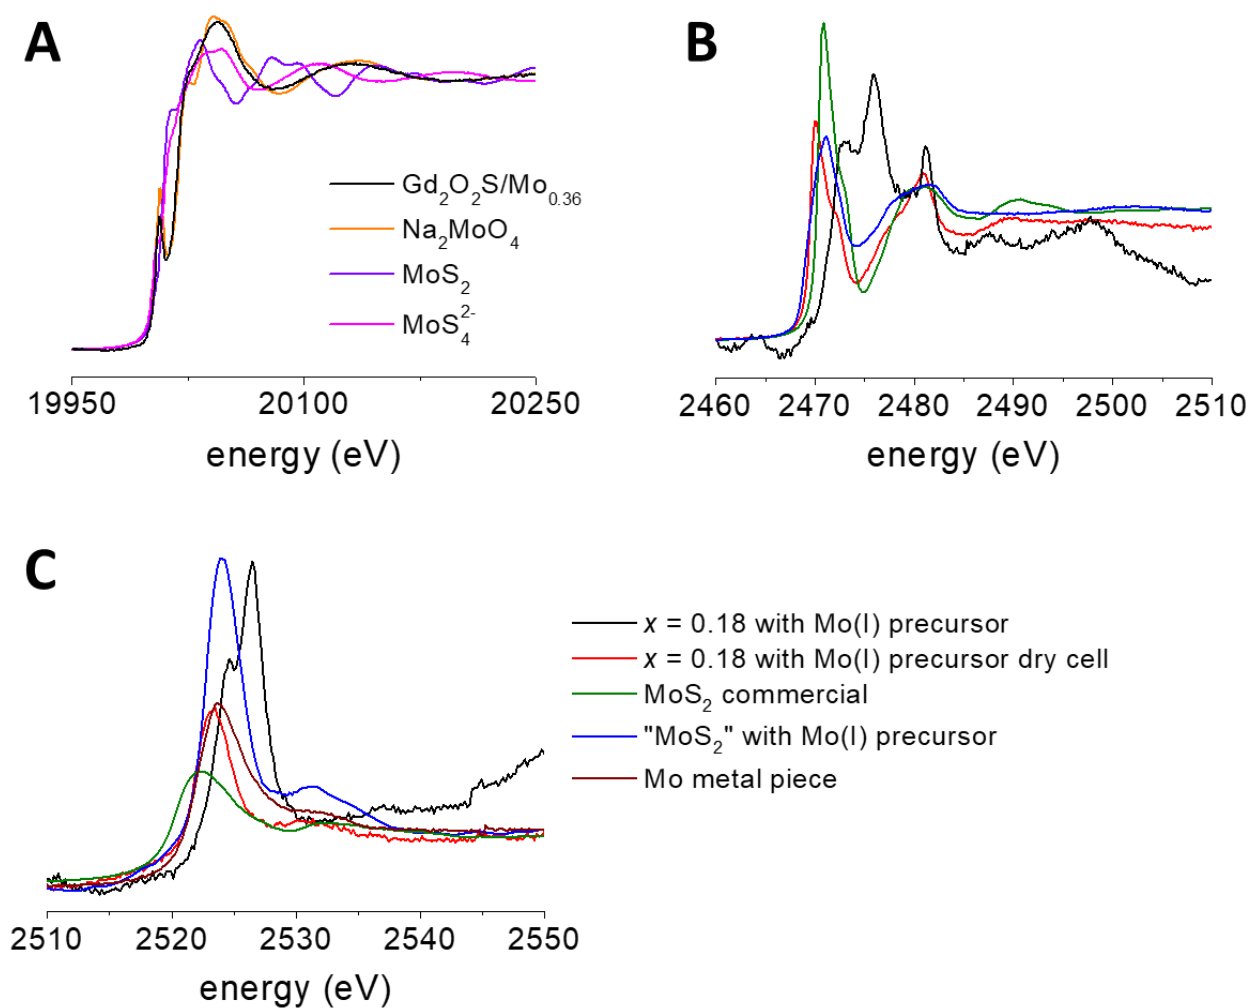 A
Gd₂O₂S/Mo₀.₃₆
Na₂MoO₄
MoS₂
MoS₄²⁻
19950 20100 20250
energy (eV)
B
2460 2470 2480 2490 2500 2510
energy (eV)
C
x = 0.18 with Mo(I) precursor
x = 0.18 with Mo(I) precursor dry cell
MoS₂ commercial
"MoS₂" with Mo(I) precursor
Mo metal piece
2510 2520 2530 2540 2550
energy (eV)